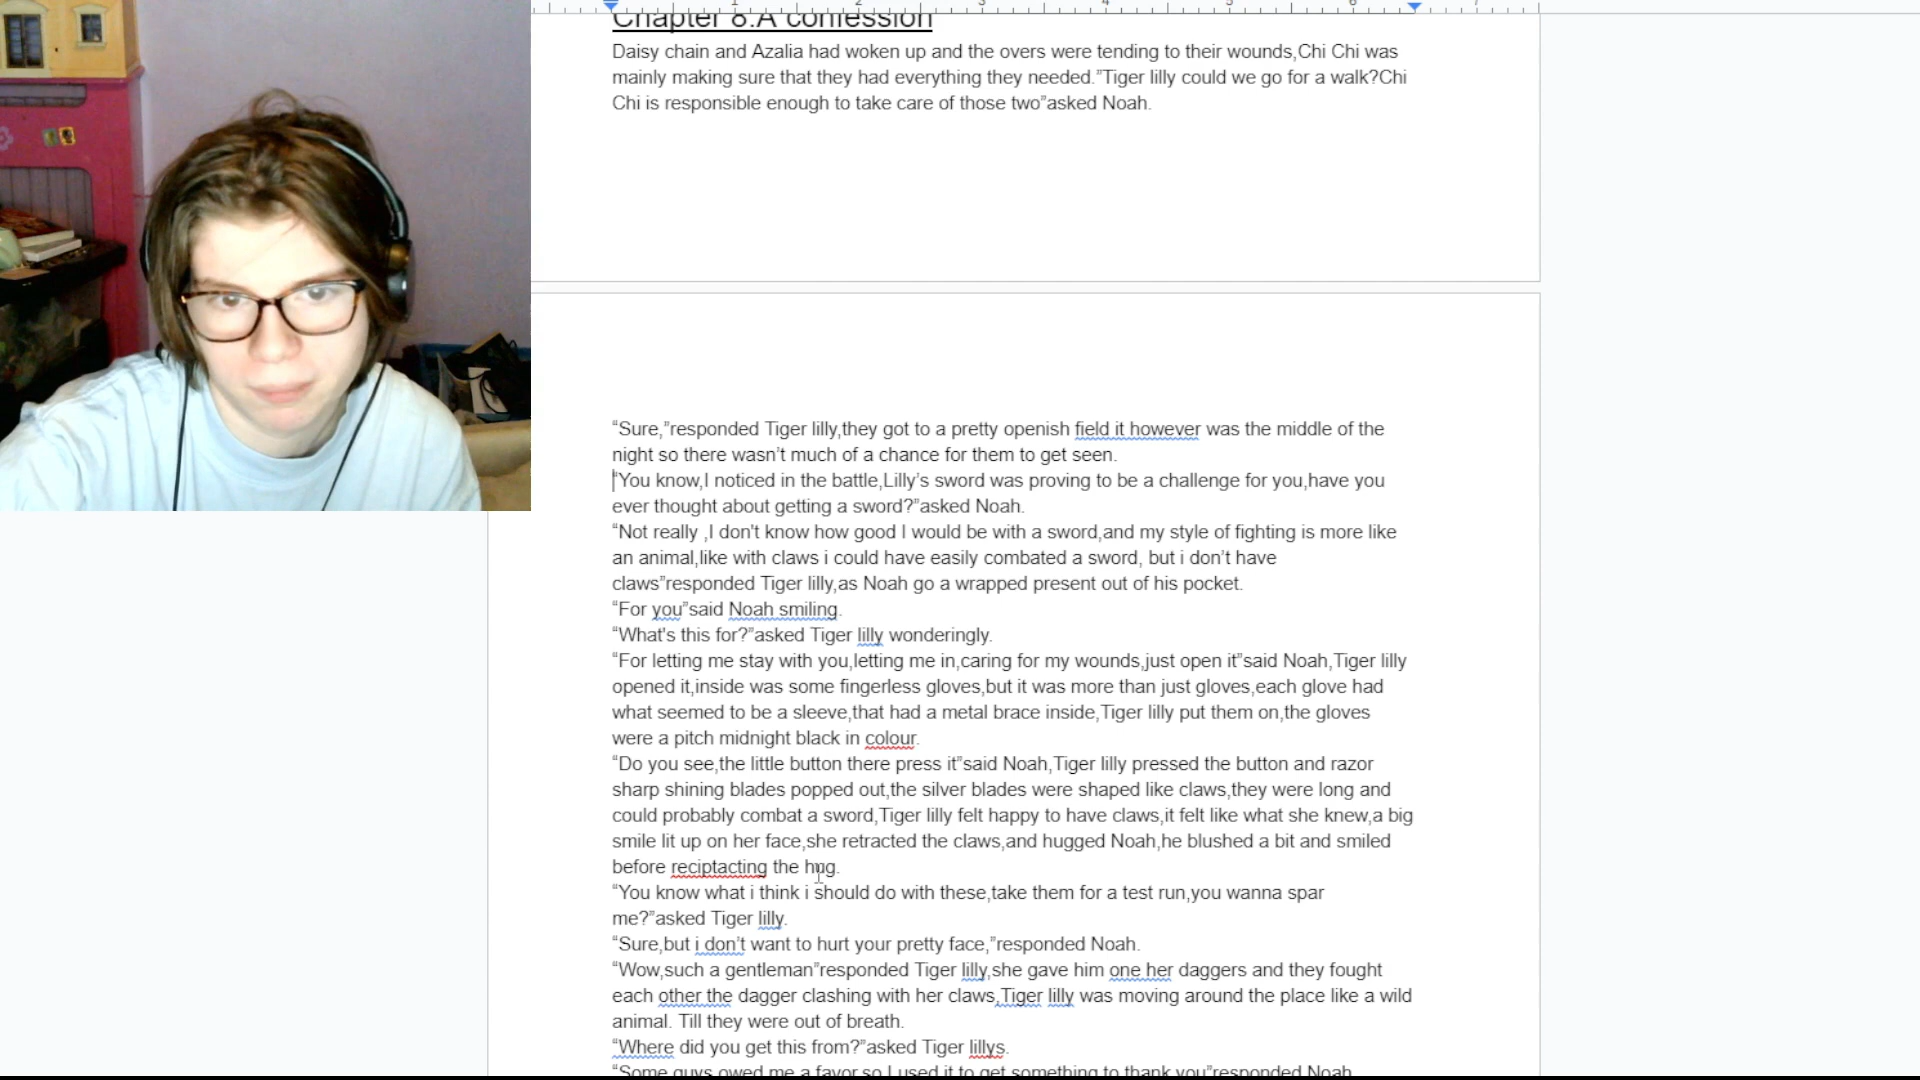 Chapter 8:A confession
Daisy chain and Azalia had woken up and the overs were tending to their wounds,Chi Chi was
mainly making sure that they had everything they needed.”Tiger lilly could we go for a walk?Chi
Chi is responsible enough to take care of those two”asked Noah.
“Sure,”responded Tiger lilly,they got to a pretty openish field it however was the middle of the
night so there wasn’t much of a chance for them to get seen.
“You know,I noticed in the battle,Lilly’s sword was proving to be a challenge for you,have you
ever thought about getting a sword?”asked Noah.
“Not really ,I don't know how good I would be with a sword,and my style of fighting is more like
an animal,like with claws i could have easily combated a sword, but i don’t have
claws”responded Tiger lilly,as Noah go a wrapped present out of his pocket.
“For you”said Noah smiling.
“What's this for?”asked Tiger lilly wonderingly.
“For letting me stay with you,letting me in,caring for my wounds,just open it”said Noah,Tiger lilly
opened it,inside was some fingerless gloves,but it was more than just gloves,each glove had
what seemed to be a sleeve,that had a metal brace inside,Tiger lilly put them on,the gloves
were a pitch midnight black in colour.
“Do you see,the little button there press it”said Noah,Tiger lilly pressed the button and razor
sharp shining blades popped out,the silver blades were shaped like claws,they were long and
could probably combat a sword,Tiger lilly felt happy to have claws,it felt like what she knew,a big
smile lit up on her face,she retracted the claws,and hugged Noah,he blushed a bit and smiled
before reciptacting the hug.
“You know what i think i should do with these,take them for a test run,you wanna spar
me?”asked Tiger lilly.
“Sure,but i don’t want to hurt your pretty face,”responded Noah.
“Wow,such a gentleman”responded Tiger lilly,she gave him one her daggers and they fought
each other the dagger clashing with her claws,Tiger lilly was moving around the place like a wild
animal. Till they were out of breath.
“Where did you get this from?”asked Tiger lillys.
“Some guys owed me a favor,so I used it to get something to thank you”responded Noah